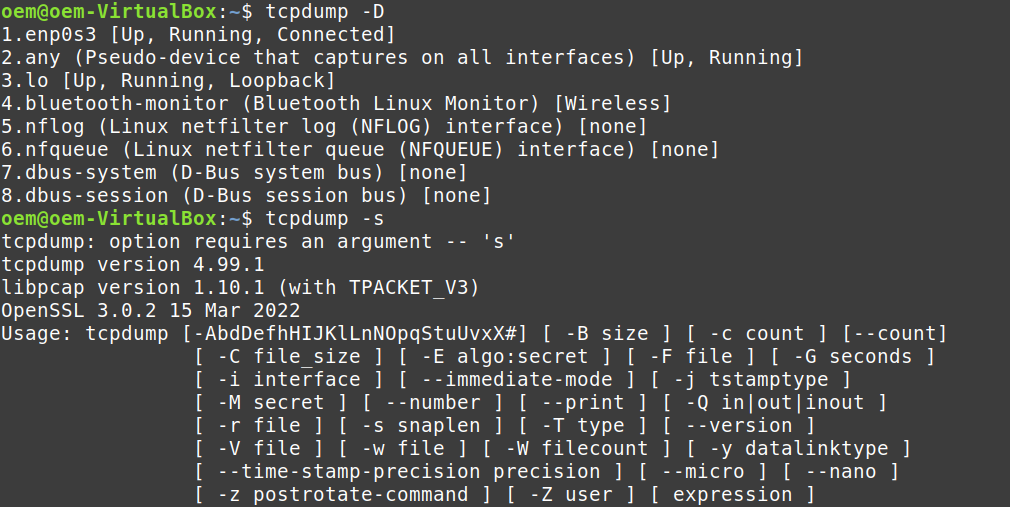 oem@oem-VirtualBox:~$ tcpdump -D
1.enp0s3 [Up, Running, Connected]
2.any (Pseudo-device that captures on all interfaces) [Up, Running]
3.lo [Up, Running, Loopback]
4.bluetooth-monitor (Bluetooth Linux Monitor) [Wireless]
5.nflog (Linux netfilter log (NFLOG) interface) [none]
6.nfqueue (Linux netfilter queue (NFQUEUE) interface) [none]
7.dbus-system (D-Bus system bus) [none]
8.dbus-session (D-Bus session bus) [none]
oem@oem-VirtualBox:~$ tcpdump -s
tcpdump: option requires an argument -- 's'
tcpdump version 4.99.1
libpcap version 1.10.1 (with TPACKET_V3)
OpenSSL 3.0.2 15 Mar 2022
Usage: tcpdump [-AbdDefhHIJKlLnNOpqStuUvxX#] [ -B size ] [ -c count ] [--count]
[ -C file_size ] [ -E algo:secret ] [ -F file ] [ -G seconds ]
[ -i interface ] [ --immediate-mode ] [ -j tstamptype ]
[ -M secret ] [ --number ] [ --print ] [ -Q in|out|inout ]
[ -r file ] [ -s snaplen ] [ -T type ] [ --version ]
[ -V file ] [ -w file ] [ -W filecount ] [ -y datalinktype ]
[ --time-stamp-precision precision ] [ --micro ] [ --nano ]
[ -z postrotate-command ] [ -Z user ] [ expression ]